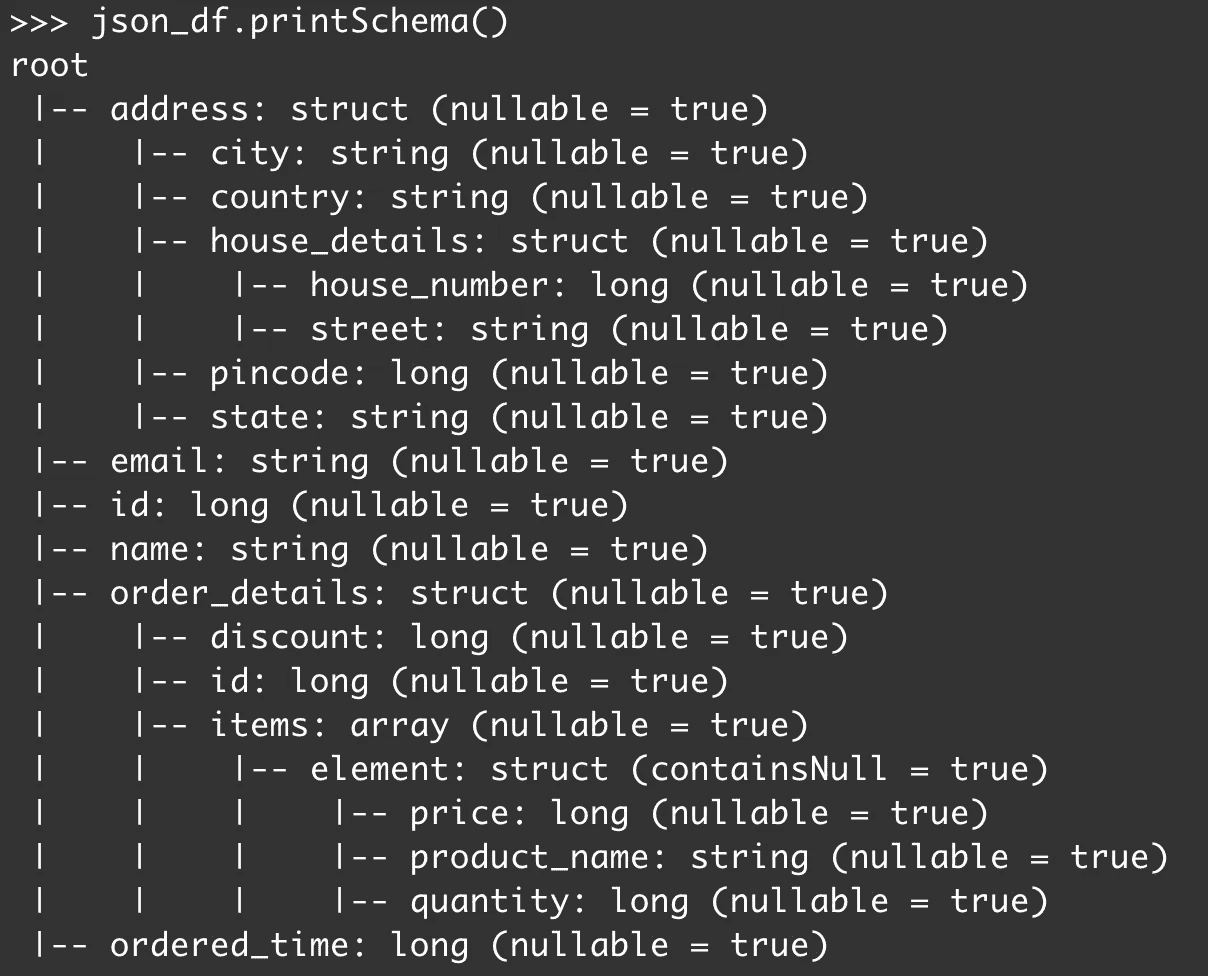 >>> json_df.printSchema()
root
 |-- address: struct (nullable = true)
 |    |-- city: string (nullable = true)
 |    |-- country: string (nullable = true)
 |    |-- house_details: struct (nullable = true)
 |    |    |-- house_number: long (nullable = true)
 |    |    |-- street: string (nullable = true)
 |    |-- pincode: long (nullable = true)
 |    |-- state: string (nullable = true)
 |-- email: string (nullable = true)
 |-- id: long (nullable = true)
 |-- name: string (nullable = true)
 |-- order_details: struct (nullable = true)
 |    |-- discount: long (nullable = true)
 |    |-- id: long (nullable = true)
 |    |-- items: array (nullable = true)
 |    |    |-- element: struct (containsNull = true)
 |    |    |    |-- price: long (nullable = true)
 |    |    |    |-- product_name: string (nullable = true)
 |    |    |    |-- quantity: long (nullable = true)
 |-- ordered_time: long (nullable = true)